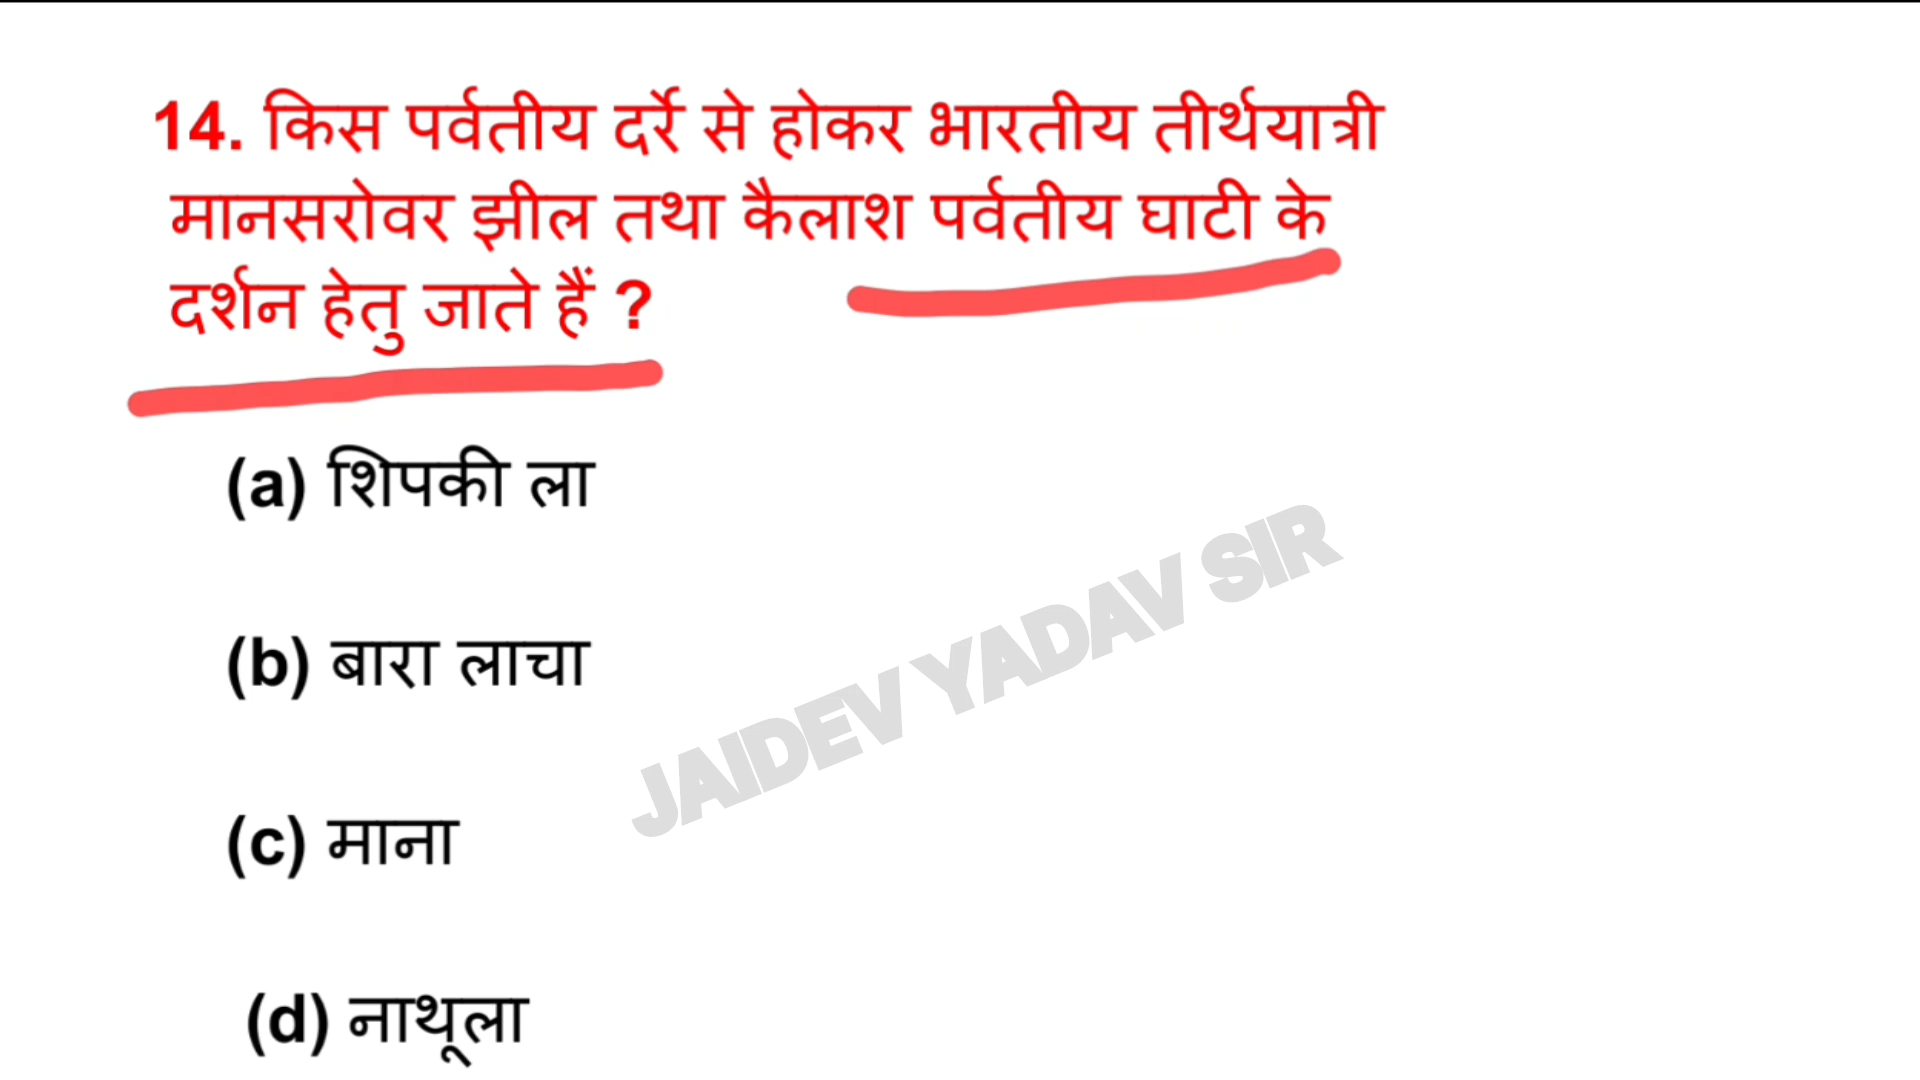 14. किस पर्वतीय दर्रे से होकर भारतीय तीर्थयात्री
मानसरोवर झील तथा कैलाश पर्वतीय घाटी के
दर्शन हेतु जाते हैं ?
(a) शिपकी ला
(b) बारा लाचा
(c) माना
(d) नाथूला
JAIDEV YADAV SIR